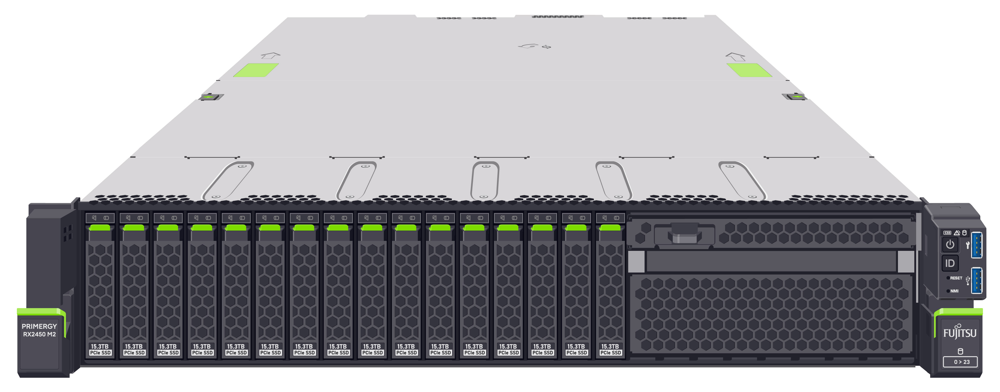 15.3TB
PCIe SSD
15.3TB
PCIe SSD
15.3TB
PCIe SSD
15.3TB
PCIe SSD
15.3TB
PCIe SSD
15.3TB
PCIe SSD
15.3TB
PCIe SSD
15.3TB
PCIe SSD
15.3TB
PCIe SSD
15.3TB
PCIe SSD
15.3TB
PCIe SSD
15.3TB
PCIe SSD
15.3TB
PCIe SSD
15.3TB
PCIe SSD
15.3TB
PCIe SSD
15.3TB
PCIe SSD
PRIMERGY
RX2450 M2
CSS
ID
RESET
NMI
FUJITSU
0 > 23